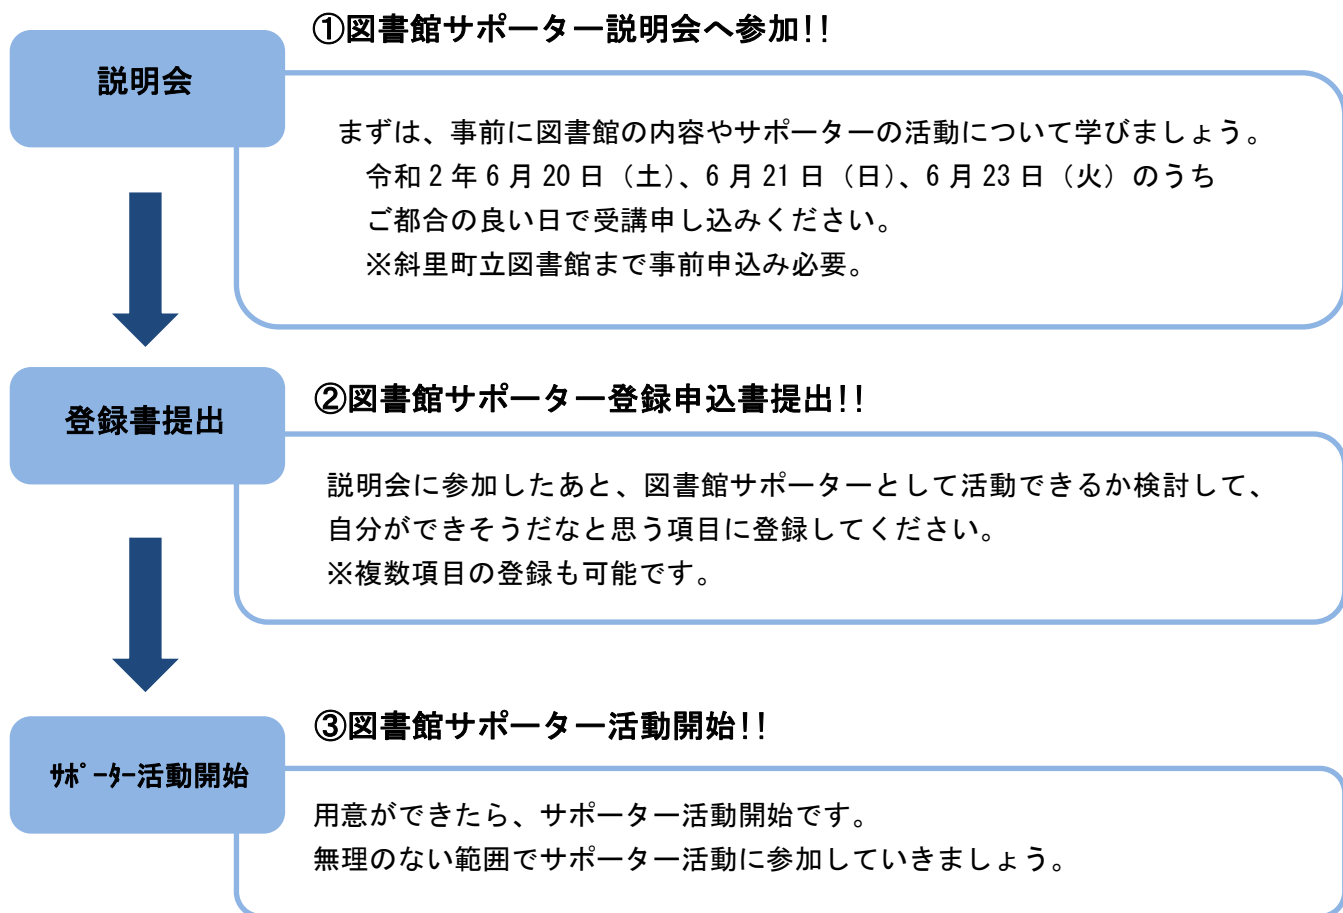 ①図書館サポーター説明会へ参加!!
説明会
まずは、事前に図書館の内容やサポーターの活動について学びましょう。
令和2年6月20日（土）、6月21日（日）、6月23日（火）のうち
ご都合の良い日で受講申し込みください。
※斜里町立図書館まで事前申込み必要。
②図書館サポーター登録申込書提出!!
登録書提出
説明会に参加したあと、図書館サポーターとして活動できるか検討して、
自分ができそうだなと思う項目に登録してください。
※複数項目の登録も可能です。
③図書館サポーター活動開始!!
ｻﾎﾟｰﾀｰ活動開始
用意ができたら、サポーター活動開始です。
無理のない範囲でサポーター活動に参加していきましょう。